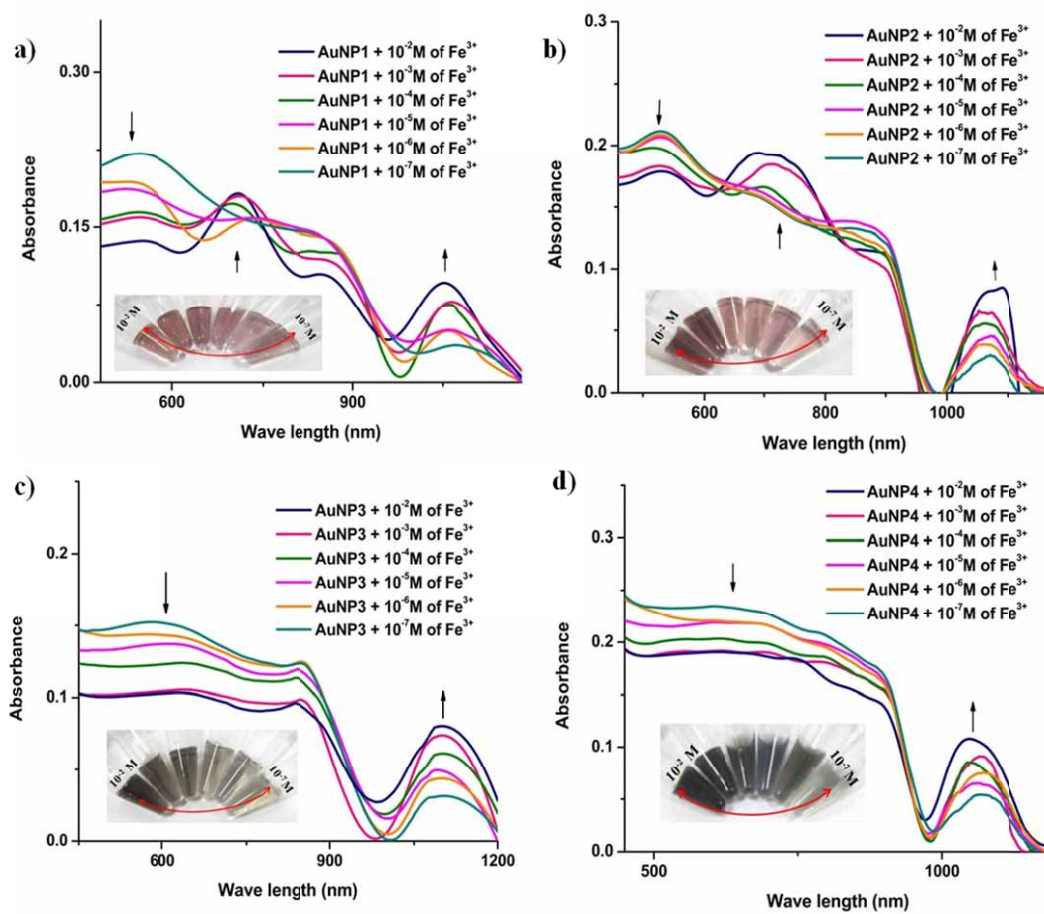 a)
0.30
0.15
0.00
Absorbance
600
900
Wave length (nm)
AuNP1 + 10⁻²M of Fe³⁺
AuNP1 + 10⁻³M of Fe³⁺
AuNP1 + 10⁻⁴M of Fe³⁺
AuNP1 + 10⁻⁵M of Fe³⁺
AuNP1 + 10⁻⁶M of Fe³⁺
AuNP1 + 10⁻⁷M of Fe³⁺
10⁻² M
10⁻⁷ M
b)
0.3
0.2
0.1
0.0
Absorbance
600
800
1000
Wave length (nm)
AuNP2 + 10⁻²M of Fe³⁺
AuNP2 + 10⁻³M of Fe³⁺
AuNP2 + 10⁻⁴M of Fe³⁺
AuNP2 + 10⁻⁵M of Fe³⁺
AuNP2 + 10⁻⁶M of Fe³⁺
AuNP2 + 10⁻⁷M of Fe³⁺
10⁻² M
10⁻⁷ M
c)
0.2
0.1
0.0
Absorbance
600
900
1200
Wave length (nm)
AuNP3 + 10⁻²M of Fe³⁺
AuNP3 + 10⁻³M of Fe³⁺
AuNP3 + 10⁻⁴M of Fe³⁺
AuNP3 + 10⁻⁵M of Fe³⁺
AuNP3 + 10⁻⁶M of Fe³⁺
AuNP3 + 10⁻⁷M of Fe³⁺
10⁻² M
10⁻⁷ M
d)
0.3
0.2
0.1
0.0
Absorbance
500
1000
Wave length (nm)
AuNP4 + 10⁻²M of Fe³⁺
AuNP4 + 10⁻³M of Fe³⁺
AuNP4 + 10⁻⁴M of Fe³⁺
AuNP4 + 10⁻⁵M of Fe³⁺
AuNP4 + 10⁻⁶M of Fe³⁺
AuNP4 + 10⁻⁷M of Fe³⁺
10⁻² M
10⁻⁷ M